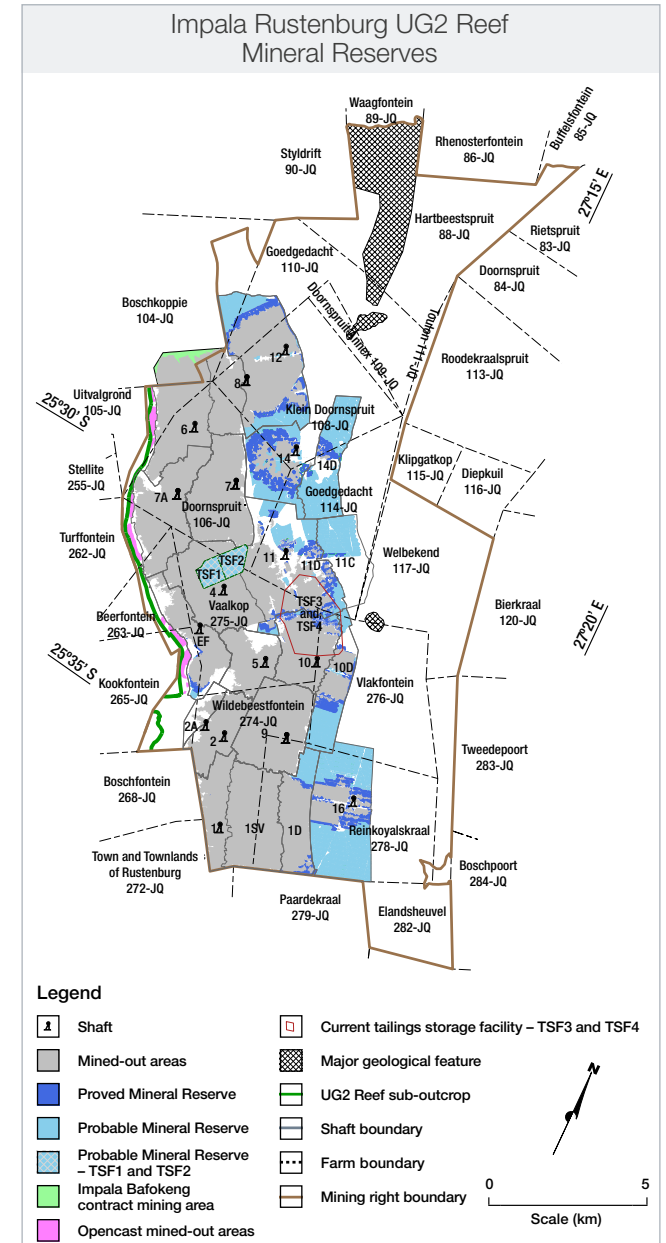 Impala Rustenburg UG2 Reef
Mineral Reserves
Waagfontein
89-JQ
Rhenosterfontein
86-JQ
Buffelsfontein
85-JQ
Styldrift
90-JQ
27°15' E
Hartbeestspruit
88-JQ
Rietspruit
83-JQ
Goedgedacht
110-JQ
Doornspruit
84-JQ
Boschkoppie
104-JQ
Doornspruit Annex 109-JQ
Toulon 111-JQ
Roodekraalspruit
113-JQ
12
8
Uitvalgrond
105-JQ
25°30' S
Klein Doornspruit
108-JQ
6
14
14D
Klipgatkop
115-JQ
Diepkuil
116-JQ
Stellite
255-JQ
7A
7
Goedgedacht
114-JQ
Doornspruit
106-JQ
Turffontein
262-JQ
11
11D
11C
Welbekend
117-JQ
TSF2
TSF1
4
Vaalkop
275-JQ
TSF3
and
TSF4
Bierkraal
120-JQ
27°20' E
Beerfontein
263-JQ
EF
25°35' S
5
10
10D
Kookfontein
265-JQ
Vlakfontein
276-JQ
Wildebeestfontein
274-JQ
2A
2
9
Tweedepoort
283-JQ
Boschfontein
268-JQ
16
1
1SV
1D
Reinkoyalskraal
278-JQ
Town and Townlands
of Rustenburg
272-JQ
Boschpoort
284-JQ
Paardekraal
279-JQ
Elandsheuvel
282-JQ
Legend
Shaft
Mined-out areas
Proved Mineral Reserve
Probable Mineral Reserve
Probable Mineral Reserve
– TSF1 and TSF2
Impala Bafokeng
contract mining area
Opencast mined-out areas
Current tailings storage facility – TSF3 and TSF4
Major geological feature
UG2 Reef sub-outcrop
Shaft boundary
Farm boundary
Mining right boundary
N
0 5
Scale (km)